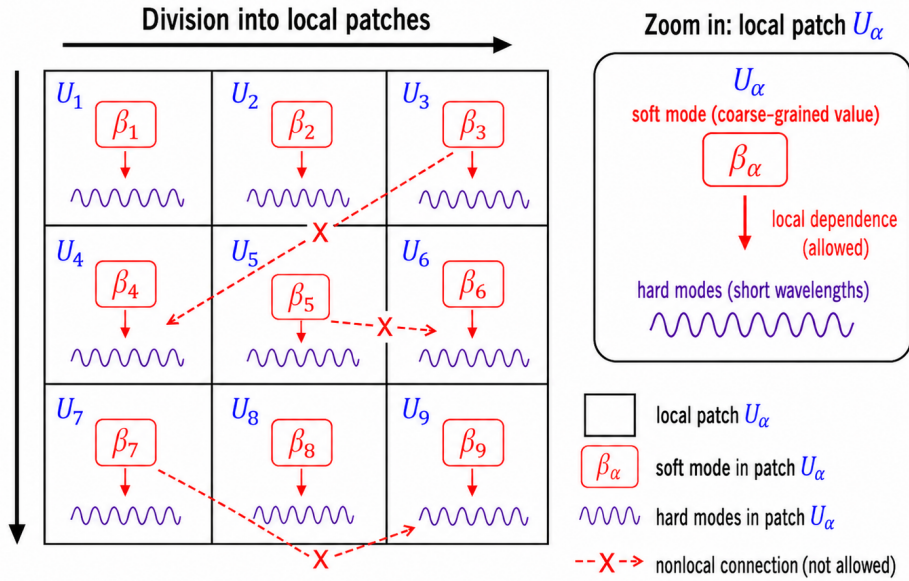 Division into local patches
U₁ U₂ U₃
β₁ β₂ β₃
X
U₄ U₅ U₆
β₄ β₅ β₆
X
U₇ U₈ U₉
β₇ β₈ β₉
X
Zoom in: local patch Uα
Uα
soft mode (coarse-grained value)
βα
local dependence
(allowed)
hard modes (short wavelengths)
local patch Uα
βα soft mode in patch Uα
hard modes in patch Uα
X nonlocal connection (not allowed)